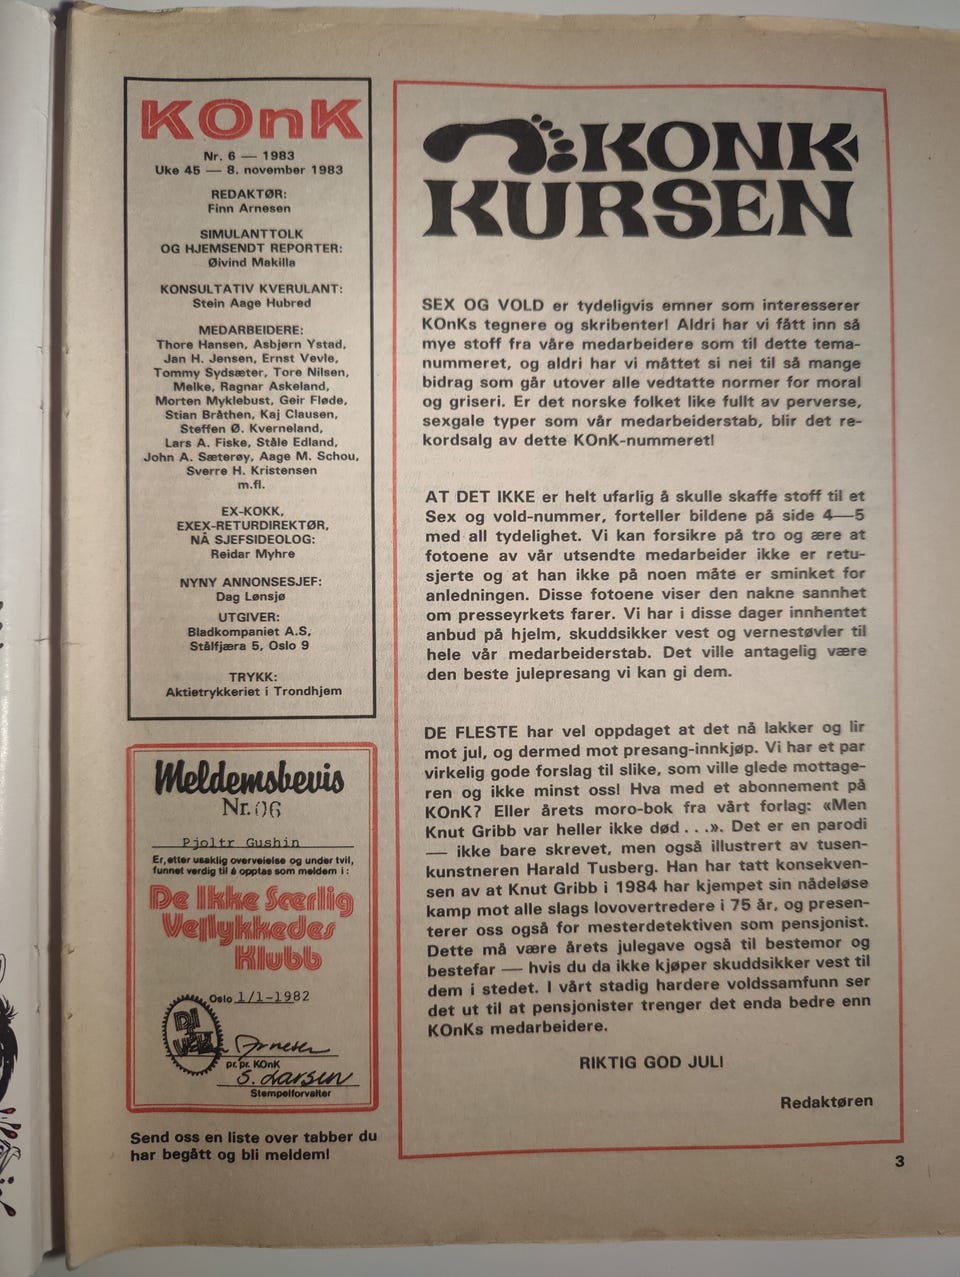 KOnK
Nr. 6 — 1983
Uke 45 — 8. november 1983
REDAKTØR:
Finn Arnesen
SIMULANTTOLK
OG HJEMSENDT REPORTER:
Øivind Makilla
KONSULTATIV KVERULANT:
Stein Aage Hubred
MEDARBEIDERE:
Thore Hansen, Asbjørn Ystad,
Jan H. Jensen, Ernst Vevle,
Tommy Sydsæter, Tore Nilsen,
Melke, Ragnar Askeland,
Morten Myklebust, Geir Fløde,
Stian Bråthen, Kaj Clausen,
Steffen Ø. Kverneland,
Lars A. Fiske, Ståle Edland,
John A. Sæterøy, Aage M. Schou,
Sverre H. Kristensen
m.fl.
EX-KOKK,
EXEX-RETURDIREKTØR,
NÅ SJEFSIDEOLOG:
Reidar Myhre
NYNY ANNONSESJEF:
Dag Lønsjø
UTGIVER:
Bladkompaniet A.S,
Stålfjæra 5, Oslo 9
TRYKK:
Aktietrykkeriet i Trondhjem
Meldemsbevis
Nr. 06
Pjoltr Gushin
Er, etter usaklig overveielse og under tvil,
funnet verdig til å opptas som meldem i:
De Ikke Særlig
Vejlykkedes
Klubb
Oslo 1/1-1982
Arnesen
pr. pr. KOnK
S. Larsen
Stempelforvalter
Send oss en liste over tabber du
har begått og bli meldem!
KONK-
KURSEN
SEX OG VOLD er tydeligvis emner som interesserer
KOnKs tegnere og skribenter! Aldri har vi fått inn så
mye stoff fra våre medarbeidere som til dette tema-
nummeret, og aldri har vi måttet si nei til så mange
bidrag som går utover alle vedtatte normer for moral
og griseri. Er det norske folket like fullt av perverse,
sexgale typer som vår medarbeiderstab, blir det re-
kordsalg av dette KOnK-nummeret!
AT DET IKKE er helt ufarlig å skulle skaffe stoff til et
Sex og vold-nummer, forteller bildene på side 4—5
med all tydelighet. Vi kan forsikre på tro og ære at
fotoene av vår utsendte medarbeider ikke er retu-
sjerte og at han ikke på noen måte er sminket for
anledningen. Disse fotoene viser den nakne sannhet
om presseyrkets farer. Vi har i disse dager innhentet
anbud på hjelm, skuddsikker vest og vernestøvler til
hele vår medarbeiderstab. Det ville antagelig være
den beste julepresang vi kan gi dem.
DE FLESTE har vel oppdaget at det nå lakker og lir
mot jul, og dermed mot presang-innkjøp. Vi har et par
virkelig gode forslag til slike, som ville glede mottage-
ren og ikke minst oss! Hva med et abonnement på
KOnK? Eller årets moro-bok fra vårt forlag: «Men
Knut Gribb var heller ikke død . . .». Det er en parodi
— ikke bare skrevet, men også illustrert av tusen-
kunstneren Harald Tusberg. Han har tatt konsekven-
sen av at Knut Gribb i 1984 har kjempet sin nådeløse
kamp mot alle slags lovovertredere i 75 år, og presen-
terer oss også for mesterdetektiven som pensjonist.
Dette må være årets julegave også til bestemor og
bestefar — hvis du da ikke kjøper skuddsikker vest til
dem i stedet. I vårt stadig hardere voldssamfunn ser
det ut til at pensjonister trenger det enda bedre enn
KOnKs medarbeidere.
RIKTIG GOD JUL!
Redaktøren
3